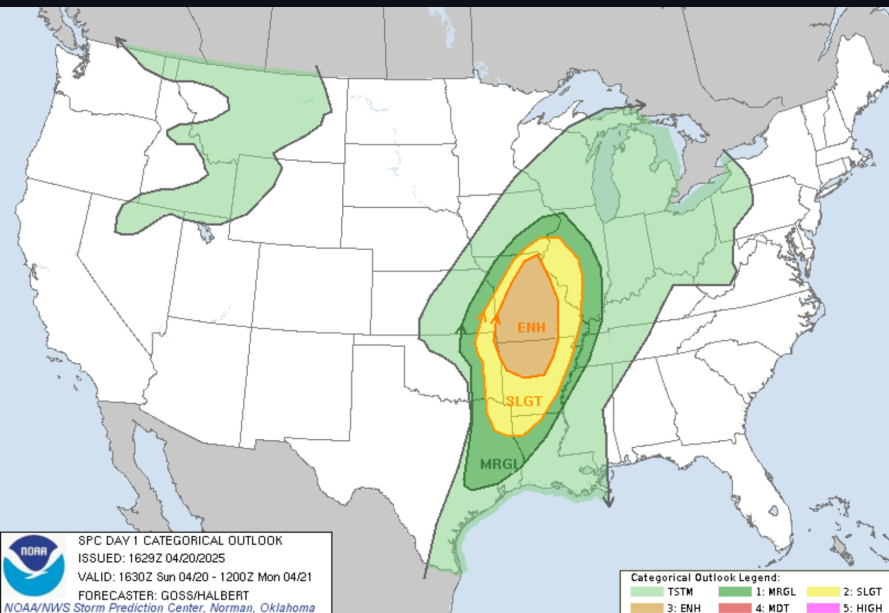 ENH
SLGT
MRGL
NOAA
SPC DAY 1 CATEGORICAL OUTLOOK
ISSUED: 1629Z 04/20/2025
VALID: 1630Z Sun 04/20 - 1200Z Mon 04/21
FORECASTER: GOSS/HALBERT
NOAA/NWS Storm Prediction Center, Norman, Oklahoma
Categorical Outlook Legend:
TSTM 1: MRGL 2: SLGT
3: ENH 4: MDT 5: HIGH